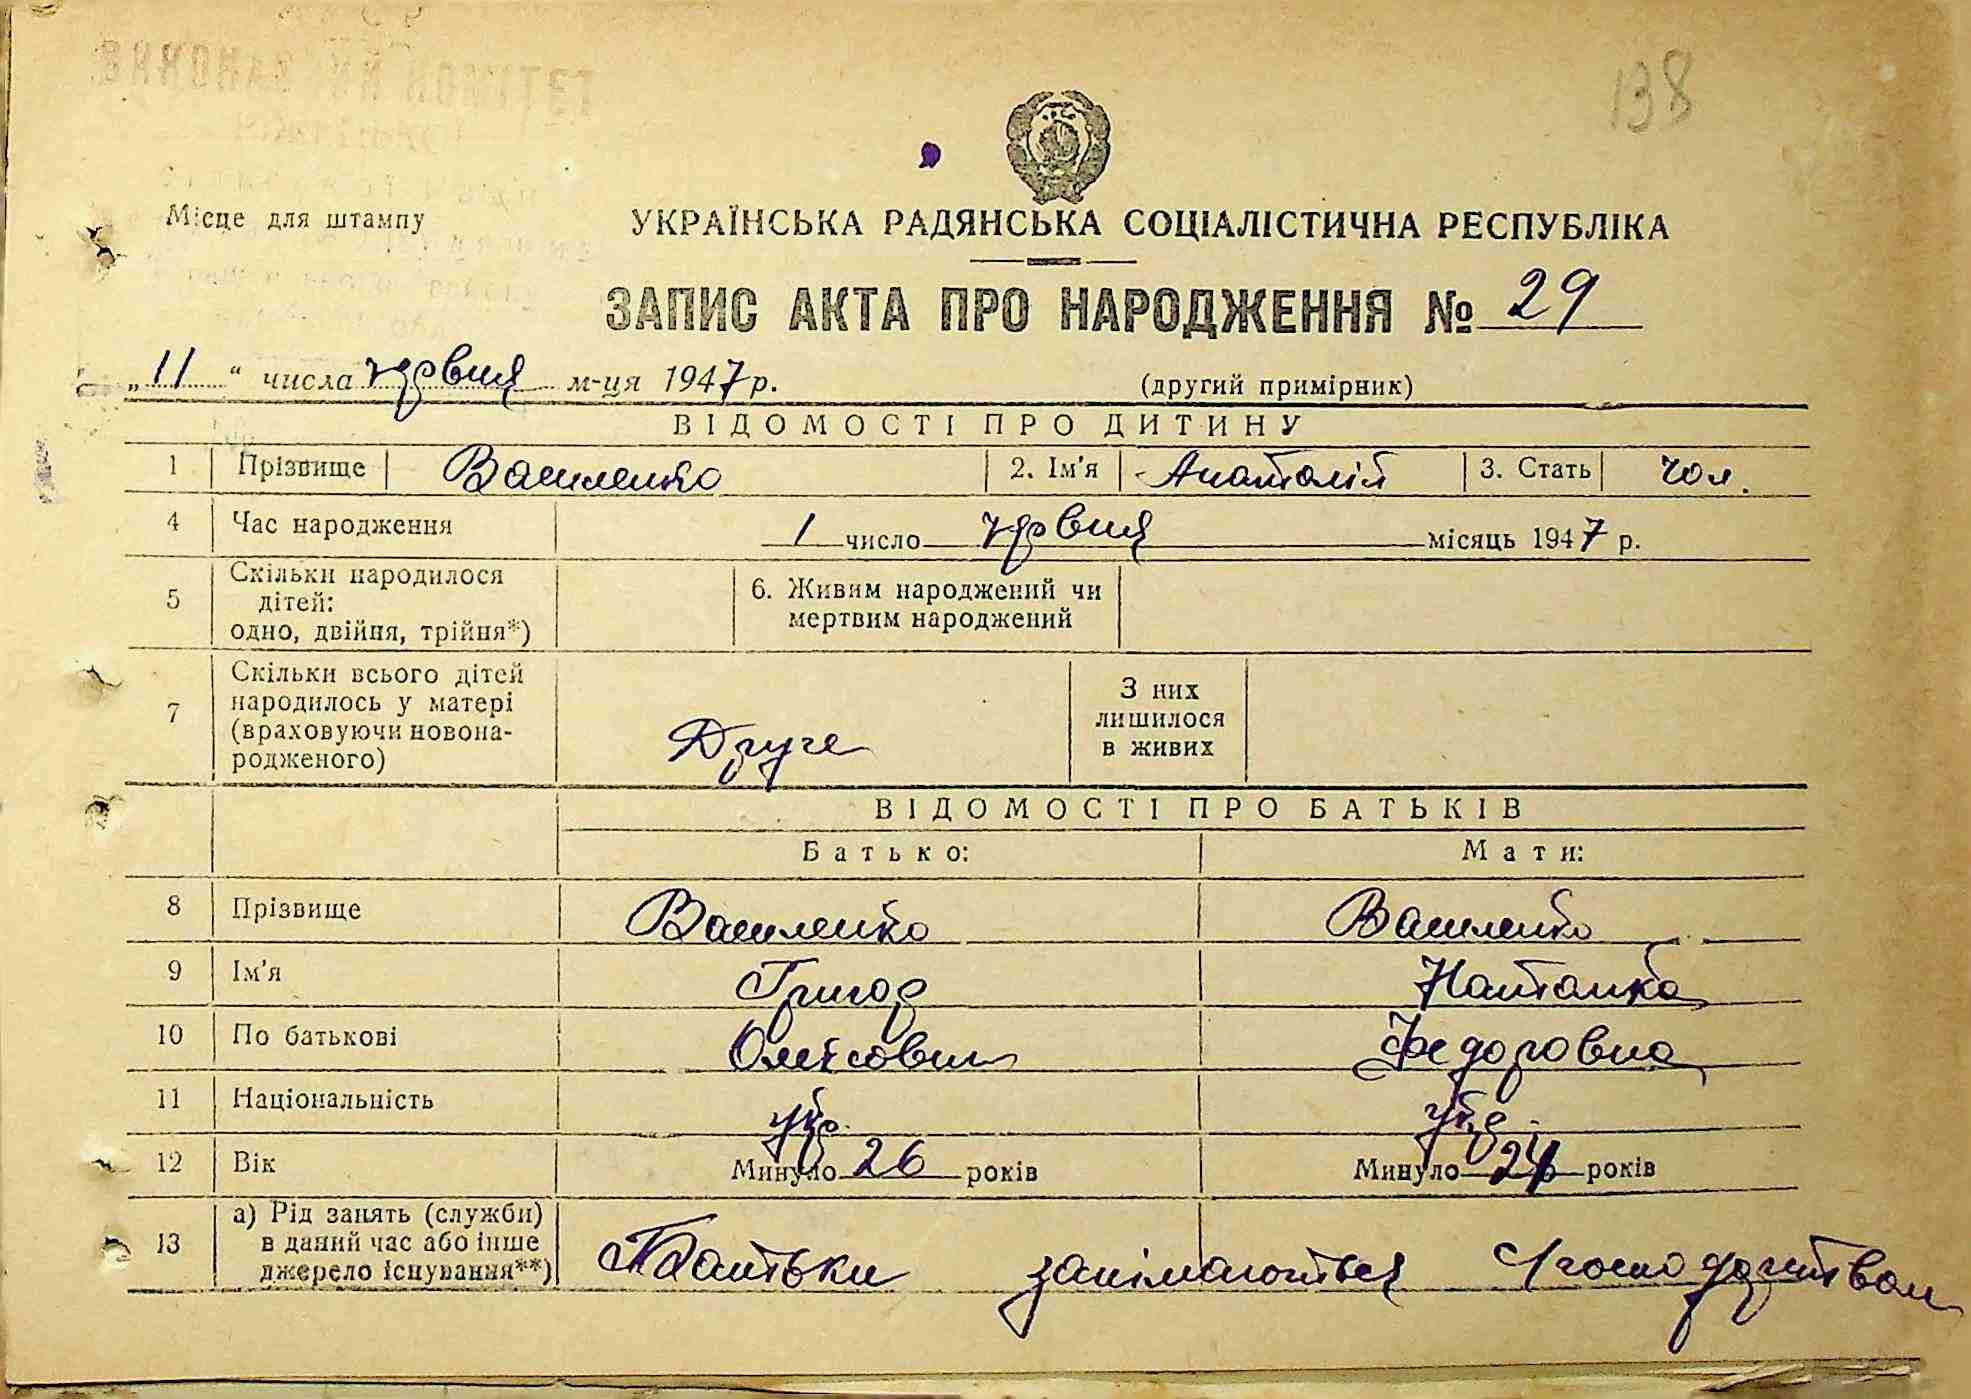 138
Місце для штампу
УКРАЇНСЬКА РАДЯНСЬКА СОЦІАЛІСТИЧНА РЕСПУБЛІКА
ЗАПИС АКТА ПРО НАРОДЖЕННЯ № 29
„11“ числа червня м-ця 1947 р. (другий примірник)
ВІДОМОСТІ ПРО ДИТИНУ
1 Прізвище Василенко 2. Ім'я Анатолій 3. Стать чол.
4 Час народження 1 число червня місяць 1947 р.
5 Скільки народилося дітей: одно, двійня, трійня*) 6. Живим народжений чи мертвим народжений
7 Скільки всього дітей народилось у матері (враховуючи новонародженого) Друге З них лишилося в живих
ВІДОМОСТІ ПРО БАТЬКІВ
Батько: Мати:
8 Прізвище Василенко Василенко
9 Ім'я Григор Наталка
10 По батькові Федоровна
11 Національність укр. укр.
12 Вік Минуло 26 років Минуло 24 років
13 а) Рід занять (служби) в даний час або інше джерело існування**) Батьки занімаються